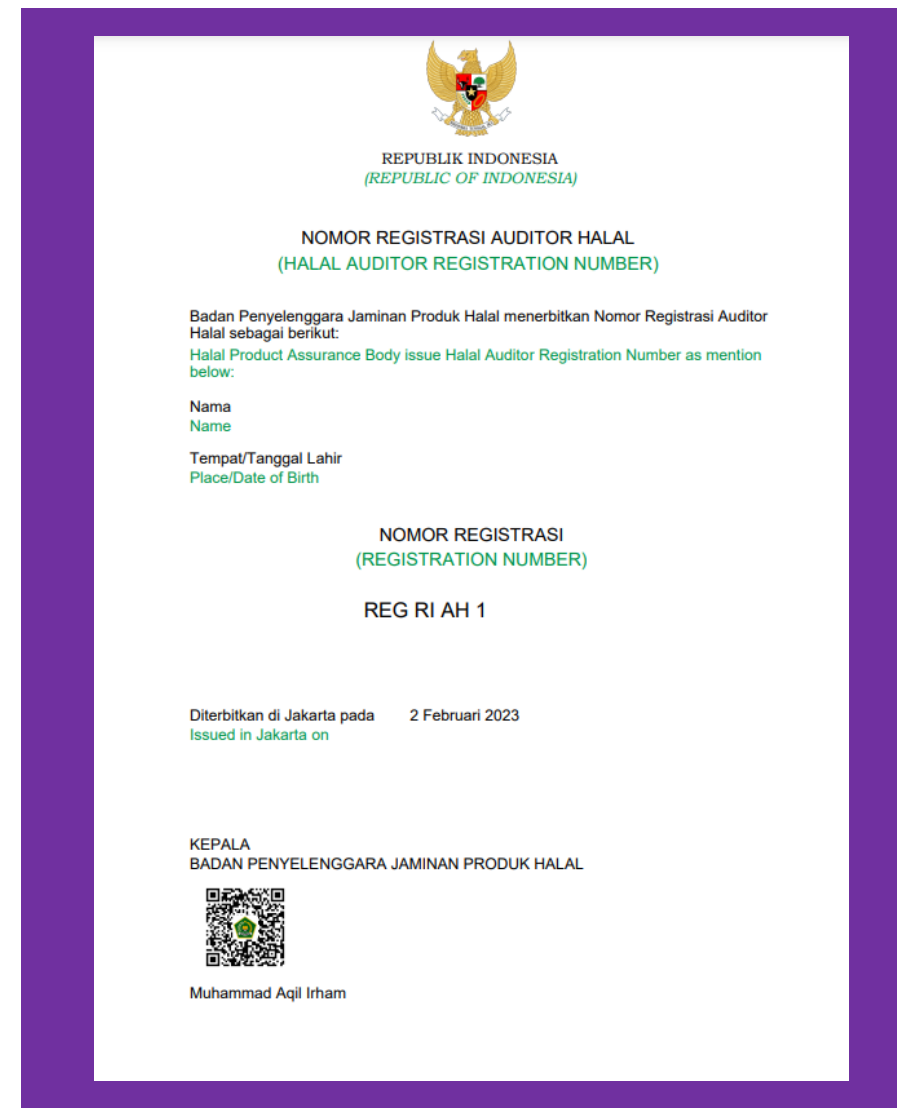 REPUBLIK INDONESIA
(REPUBLIC OF INDONESIA)
NOMOR REGISTRASI AUDITOR HALAL
(HALAL AUDITOR REGISTRATION NUMBER)
Badan Penyelenggara Jaminan Produk Halal menerbitkan Nomor Registrasi Auditor
Halal sebagai berikut:
Halal Product Assurance Body issue Halal Auditor Registration Number as mention
below:
Nama
Name
Tempat/Tanggal Lahir
Place/Date of Birth
NOMOR REGISTRASI
(REGISTRATION NUMBER)
REG RI AH 1
Diterbitkan di Jakarta pada 2 Februari 2023
Issued in Jakarta on
KEPALA
BADAN PENYELENGGARA JAMINAN PRODUK HALAL
Muhammad Aqil Irham